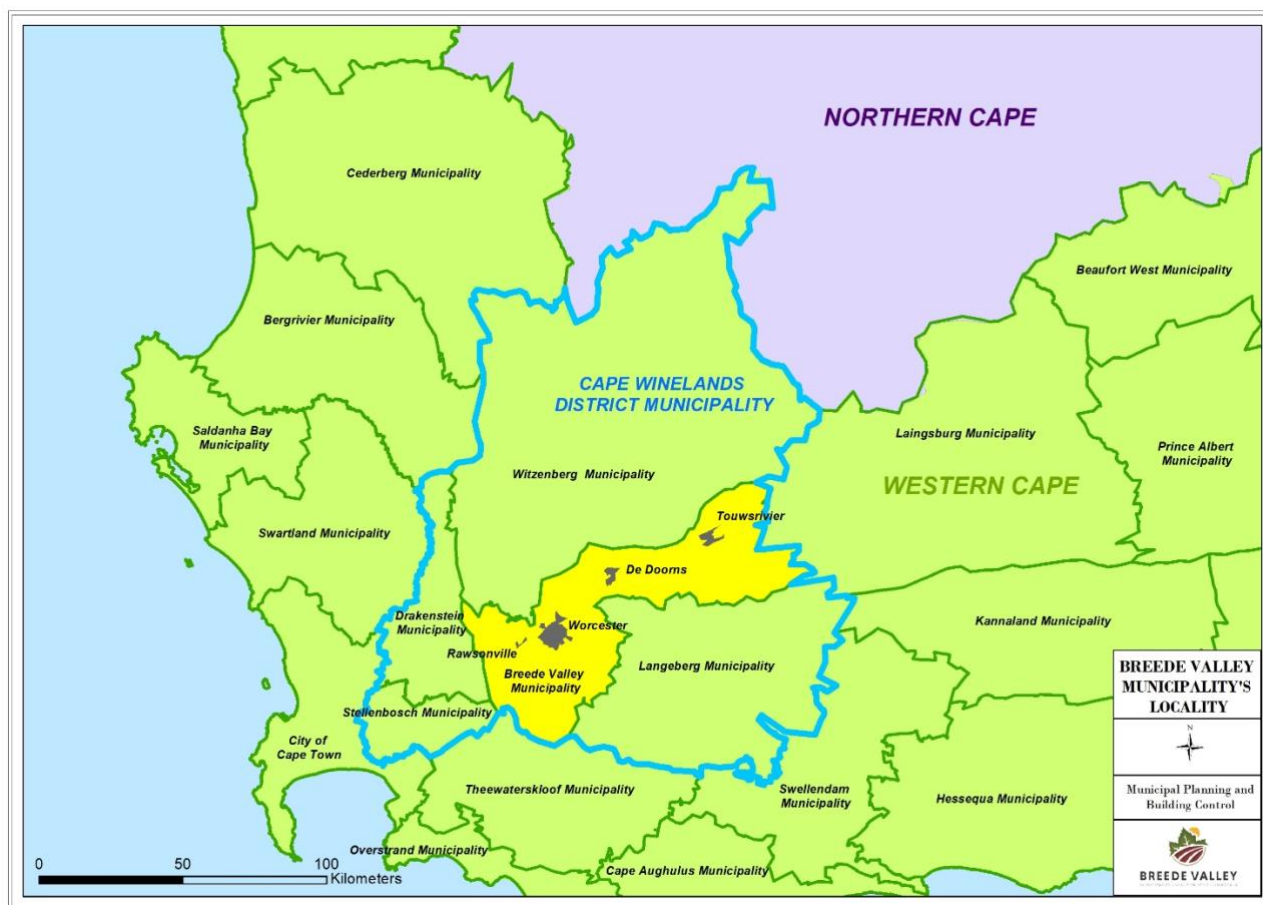 NORTHERN CAPE
Cederberg Municipality
Beaufort West Municipality
Bergrivier Municipality
CAPE WINELANDS
DISTRICT MUNICIPALITY
Saldanha Bay
Municipality
Laingsburg Municipality
Prince Albert
Municipality
Witzenberg Municipality
WESTERN CAPE
Touwsrivier
Swartland Municipality
De Doorns
Drakenstein
Municipality
Worcester
Kannaland Municipality
Rawsonville
Langeberg Municipality
Breede Valley
Municipality
Stellenbosch Municipality
City of
Cape Town
Theewaterskloof Municipality
Swellendam
Municipality
Hessequa Municipality
Overstrand Municipality
Cape Aughulus Municipality
0 50 100
Kilometers
BREEDE VALLEY
MUNICIPALITY'S
LOCALITY
N
Municipal Planning and
Building Control
BREEDE VALLEY